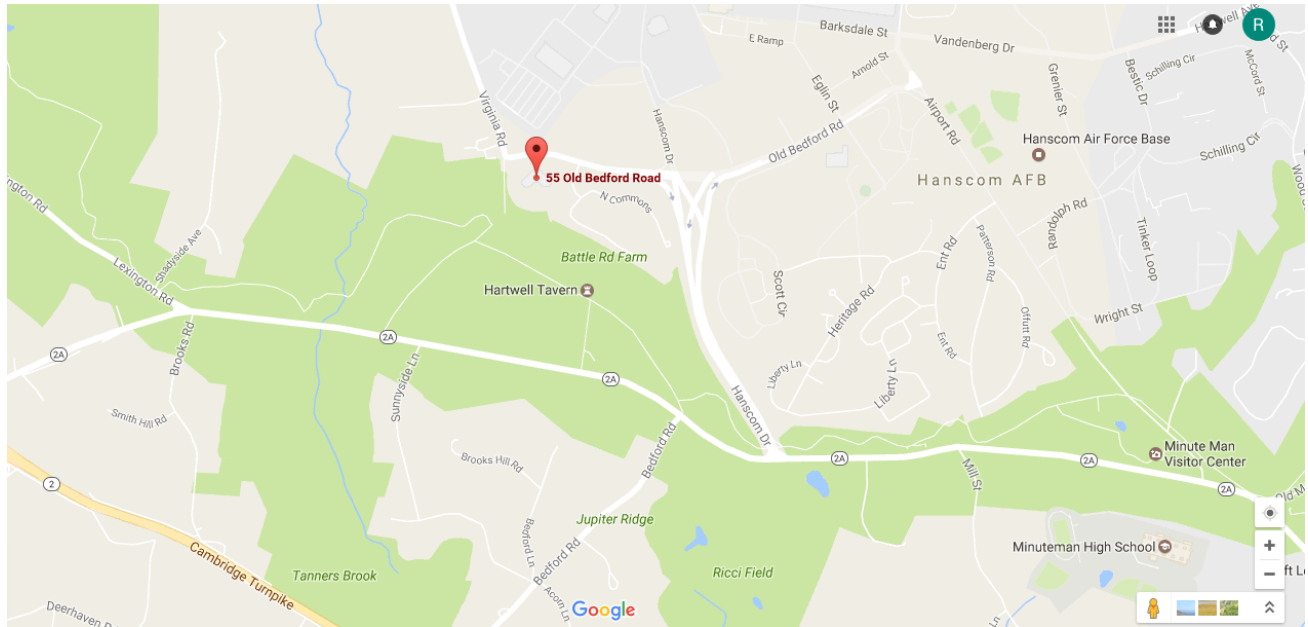 Barksdale St
E Ramp
Vandenberg Dr
Hartwell Ave
R
Arnold St
Eglin St
Bestic Dr
Schilling Cir
McCord St
Grenier St
Virginia Rd
Hanscom Dr
Airport Rd
Old Bedford Rd
Hanscom Air Force Base
Schilling Cir
55 Old Bedford Road
Hanscom AFB
N Commons
Randolph Rd
Tinker Loop
Lexington Rd
Shadyside Ave
Battle Rd Farm
Ent Rd
Patterson Rd
Hartwell Tavern
Scott Cir
Heritage Rd
Wright St
Offutt Rd
Lexington Rd
Brooks Rd
2A
2A
2A
Sunnyside Ln
Ent Rd
Liberty Ln
Liberty Ln
Hanscom Dr
Smith Hill Rd
Bedford Rd
Brooks Hill Rd
2A
2A
Mill St
Minute Man
Visitor Center
2A
2
Jupiter Ridge
Bedford Ln
Bedford Rd
Minuteman High School
Cambridge Turnpike
Tanners Brook
Ricci Field
Acorn Ln
Deerhaven
Google